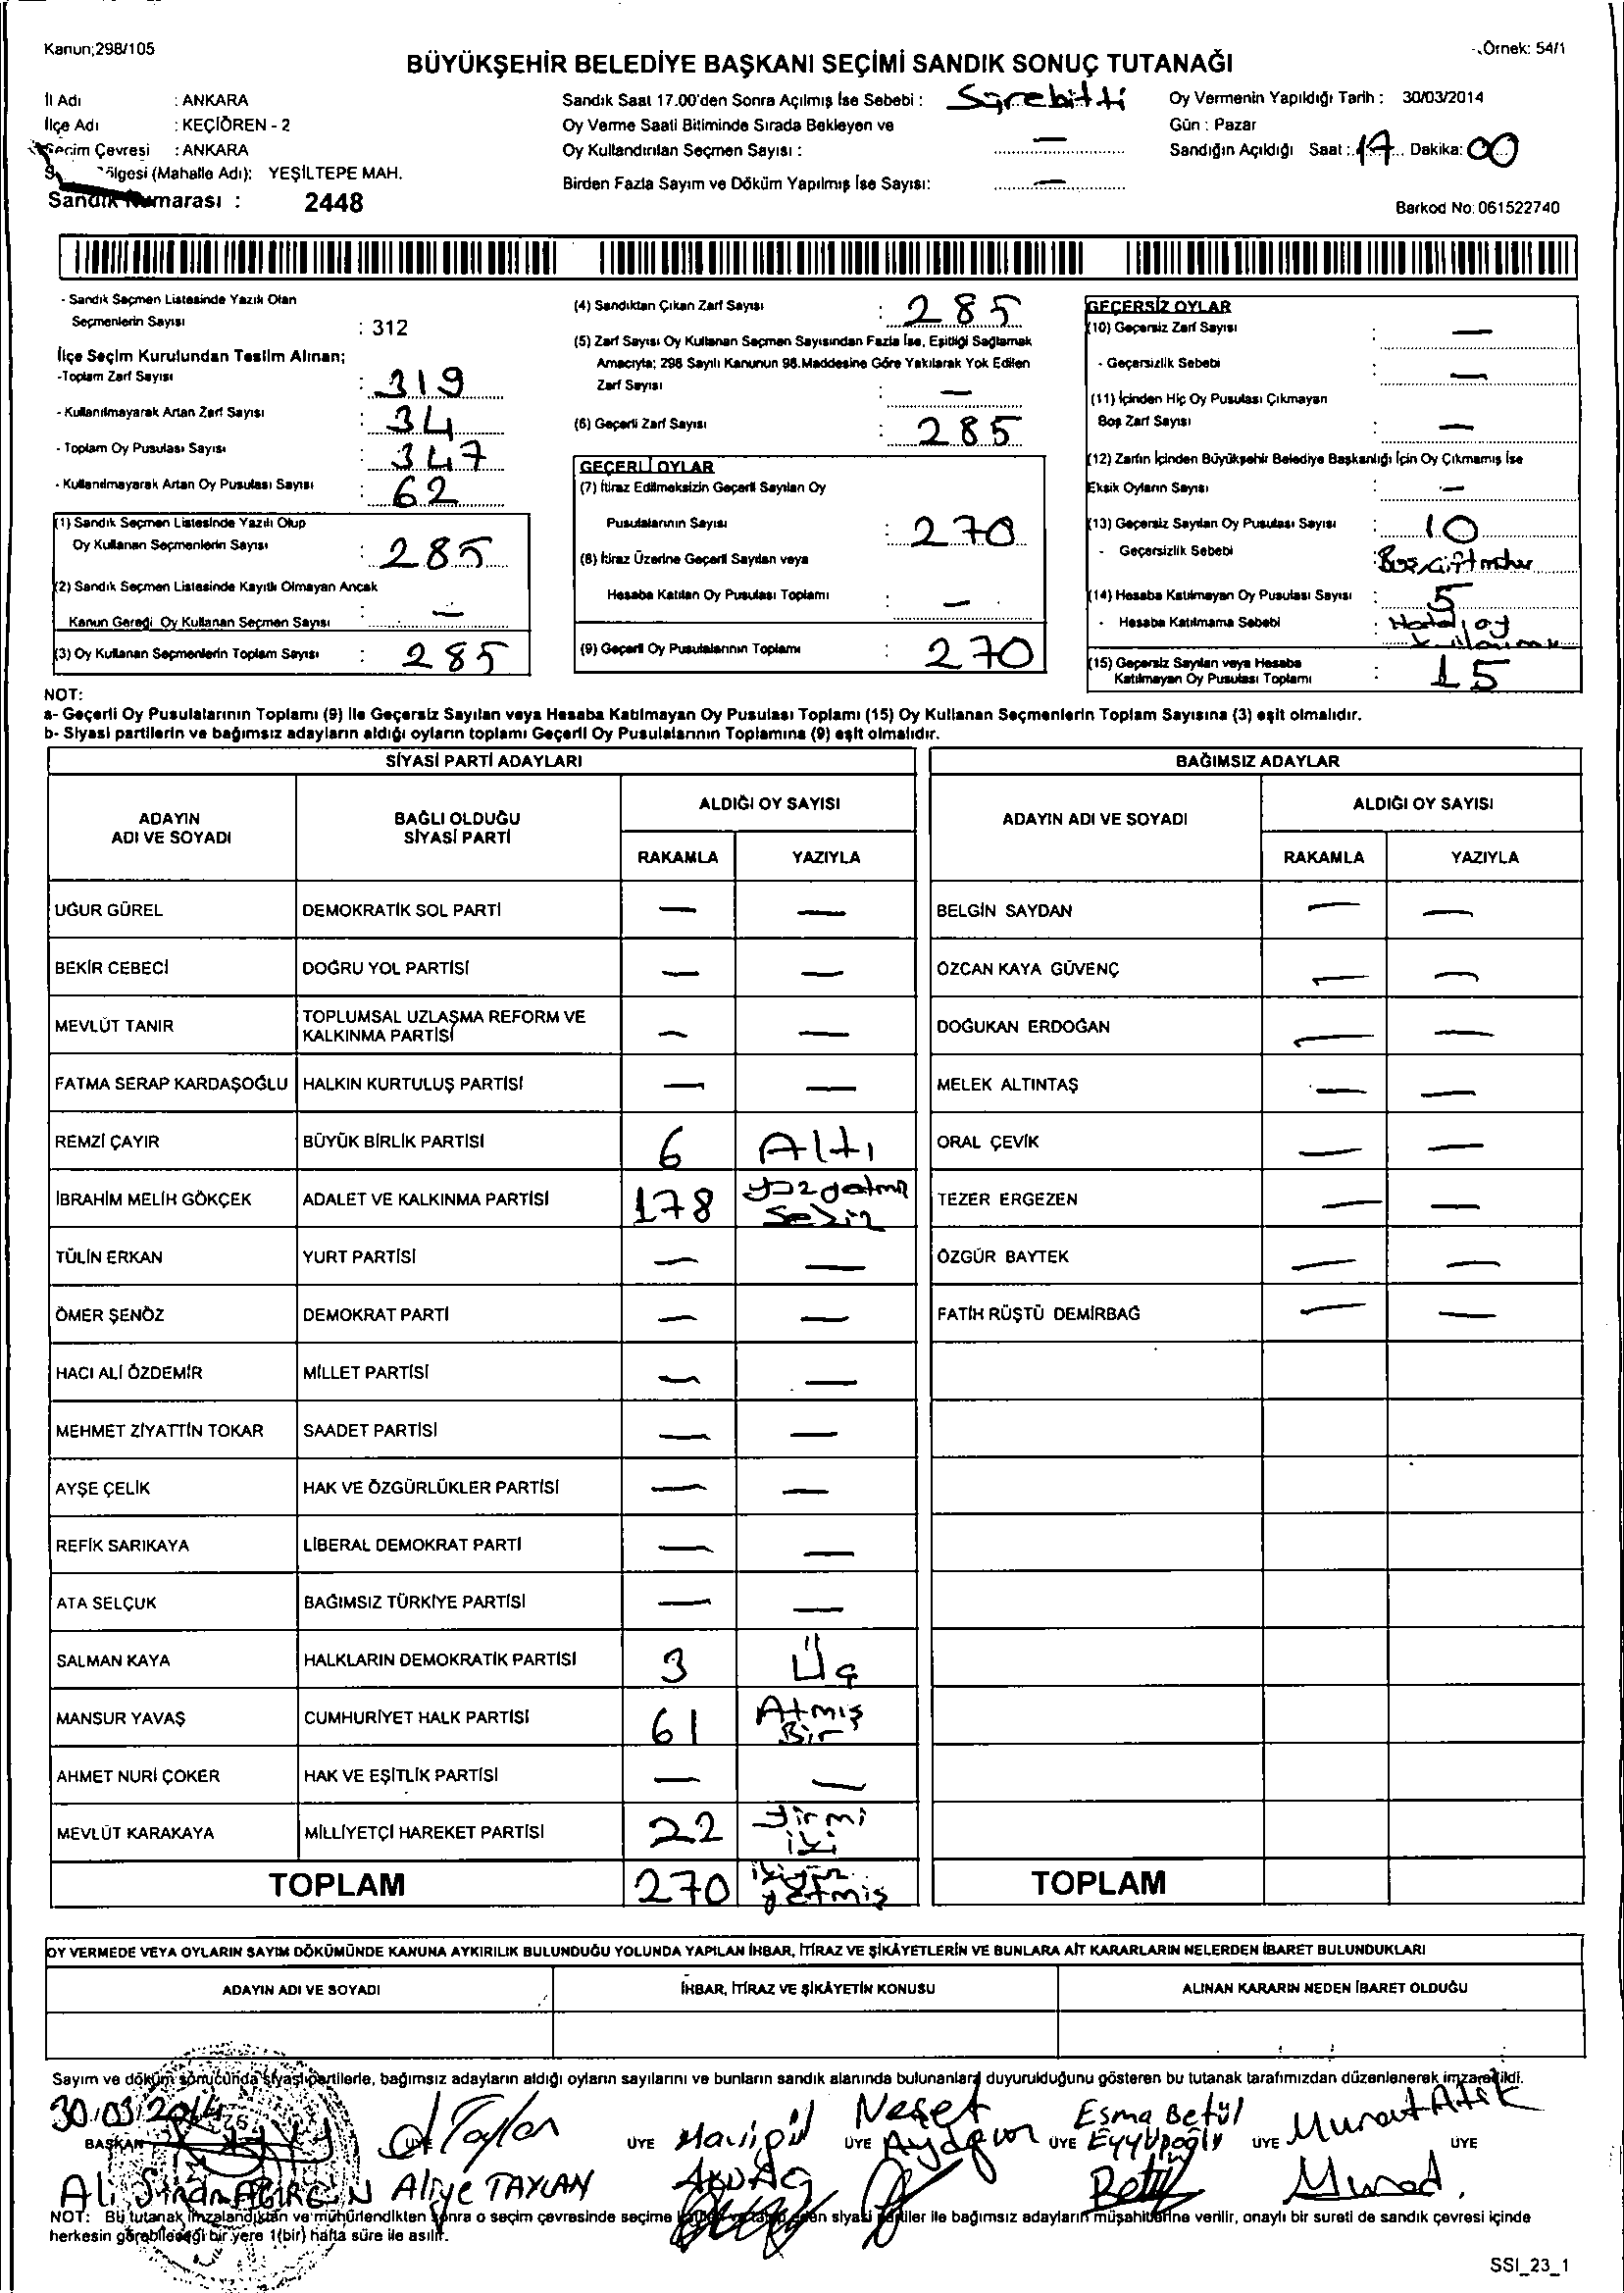 Kanun;298/105
Örnek: 54/1
BÜYÜKŞEHİR BELEDİYE BAŞKANI SEÇİMİ SANDIK SONUÇ TUTANAĞI
İl Adı : ANKARA
İlçe Adı : KEÇİÖREN - 2
Seçim Çevresi : ANKARA
Bölgesi (Mahalle Adı): YEŞİLTEPE MAH.
Sandık Numarası : 2448
Sandık Saat 17.00'den Sonra Açılmış İse Sebebi : Süre bitti
Oy Verme Saati Bitiminde Sırada Bekleyen ve
Oy Kullandırılan Seçmen Sayısı : —
Birden Fazla Sayım ve Döküm Yapılmış İse Sayısı: —
Oy Vermenin Yapıldığı Tarih : 30/03/2014
Gün : Pazar
Sandığın Açıldığı Saat : 17 Dakika: 00
Barkod No: 061522740
- Sandık Seçmen Listesinde Yazılı Olan
Seçmenlerin Sayısı : 312
İlçe Seçim Kurulundan Teslim Alınan;
-Toplam Zarf Sayısı : 319
- Kullanılmayarak Artan Zarf Sayısı : 34
- Toplam Oy Pusulası Sayısı : 347
- Kullanılmayarak Artan Oy Pusulası Sayısı : 62
(1) Sandık Seçmen Listesinde Yazılı Olup
Oy Kullanan Seçmenlerin Sayısı : 285
(2) Sandık Seçmen Listesinde Kayıtlı Olmayan Ancak
Kanun Gereği Oy Kullanan Seçmen Sayısı : —
(3) Oy Kullanan Seçmenlerin Toplam Sayısı : 285
(4) Sandıktan Çıkan Zarf Sayısı : 285
(5) Zarf Sayısı Oy Kullanan Seçmen Sayısından Fazla İse, Eşitliği Sağlamak
Amacıyla; 298 Sayılı Kanunun 98.Maddesine Göre Yakılarak Yok Edilen
Zarf Sayısı : —
(6) Geçerli Zarf Sayısı : 285
GEÇERLİ OYLAR
(7) İtiraz Edilmeksizin Geçerli Sayılan Oy
Pusulalarının Sayısı : 270
(8) İtiraz Üzerine Geçerli Sayılan veya
Hesaba Katılan Oy Pusulası Toplamı : —
(9) Geçerli Oy Pusulalarının Toplamı : 270
GEÇERSİZ OYLAR
(10) Geçersiz Zarf Sayısı : —
- Geçersizlik Sebebi : —
(11) İçinden Hiç Oy Pusulası Çıkmayan
Boş Zarf Sayısı : —
(12) Zarfın İçinden Büyükşehir Belediye Başkanlığı İçin Oy Çıkmamış İse
Eksik Oyların Sayısı : —
(13) Geçersiz Sayılan Oy Pusulası Sayısı : 10
- Geçersizlik Sebebi :
(14) Hesaba Katılmayan Oy Pusulası Sayısı : 5
- Hesaba Katılmama Sebebi : Hatalı oy
(15) Geçersiz Sayılan veya Hesaba
Katılmayan Oy Pusulası Toplamı : 15
NOT:
a- Geçerli Oy Pusulalarının Toplamı (9) ile Geçersiz Sayılan veya Hesaba Katılmayan Oy Pusulası Toplamı (15) Oy Kullanan Seçmenlerin Toplam Sayısına (3) eşit olmalıdır.
b- Siyasi partilerin ve bağımsız adayların aldığı oyların toplamı Geçerli Oy Pusulalarının Toplamına (9) eşit olmalıdır.
SİYASİ PARTİ ADAYLARI
ADAYIN ADI VE SOYADI
BAĞLI OLDUĞU SİYASİ PARTİ
ALDIĞI OY SAYISI
RAKAMLA YAZIYLA
UĞUR GÜREL DEMOKRATİK SOL PARTİ — —
BEKİR CEBECİ DOĞRU YOL PARTİSİ — —
MEVLÜT TANIR TOPLUMSAL UZLAŞMA REFORM VE KALKINMA PARTİSİ — —
FATMA SERAP KARDAŞOĞLU HALKIN KURTULUŞ PARTİSİ — —
REMZİ ÇAYIR BÜYÜK BİRLİK PARTİSİ 6 Altı
İBRAHİM MELİH GÖKÇEK ADALET VE KALKINMA PARTİSİ 178 yüzyetmiş Sekiz
TÜLİN ERKAN YURT PARTİSİ — —
ÖMER ŞENÖZ DEMOKRAT PARTİ — —
HACI ALİ ÖZDEMİR MİLLET PARTİSİ — —
MEHMET ZİYATTİN TOKAR SAADET PARTİSİ — —
AYŞE ÇELİK HAK VE ÖZGÜRLÜKLER PARTİSİ — —
REFİK SARIKAYA LİBERAL DEMOKRAT PARTİ — —
ATA SELÇUK BAĞIMSIZ TÜRKİYE PARTİSİ — —
SALMAN KAYA HALKLARIN DEMOKRATİK PARTİSİ 3 Üç
MANSUR YAVAŞ CUMHURİYET HALK PARTİSİ 61 Atmış Bir
AHMET NURİ ÇOKER HAK VE EŞİTLİK PARTİSİ — —
MEVLÜT KARAKAYA MİLLİYETÇİ HAREKET PARTİSİ 22 yirmi iki
TOPLAM 270 ikiyüz yetmiş
BAĞIMSIZ ADAYLAR
ADAYIN ADI VE SOYADI
ALDIĞI OY SAYISI
RAKAMLA YAZIYLA
BELGİN SAYDAN — —
ÖZCAN KAYA GÜVENÇ — —
DOĞUKAN ERDOĞAN — —
MELEK ALTINTAŞ — —
ORAL ÇEVİK — —
TEZER ERGEZEN — —
ÖZGÜR BAYTEK — —
FATİH RÜŞTÜ DEMİRBAĞ — —
TOPLAM
OY VERMEDE VEYA OYLARIN SAYIM DÖKÜMÜNDE KANUNA AYKIRILIK BULUNDUĞU YOLUNDA YAPILAN İHBAR, İTİRAZ VE ŞİKÂYETLERİN VE BUNLARA AİT KARARLARIN NELERDEN İBARET BULUNDUKLARI
ADAYIN ADI VE SOYADI
İHBAR, İTİRAZ VE ŞİKÂYETİN KONUSU
ALINAN KARARIN NEDEN İBARET OLDUĞU
Sayım ve döküm sonucunda siyasi partilerle, bağımsız adayların aldığı oyların sayılarını ve bunların sandık alanında bulunanlara duyurulduğunu gösteren bu tutanak tarafımızdan düzenlenerek imza edildi.
30/03/2014
BAŞKAN ÜYE ÜYE ÜYE ÜYE ÜYE ÜYE
Aliye TAYLAN
Neşet
Esma Betül Eyyüpoğlu
Murat
NOT: Bu tutanak imzalandıktan ve mühürlendikten sonra o seçim çevresinde seçime katılan siyasi partiler ile bağımsız adayların müşahitlerine verilir, onaylı bir sureti de sandık çevresi içinde
herkesin görebileceği bir yere 1(bir) hafta süre ile asılır.
SSI_23_1